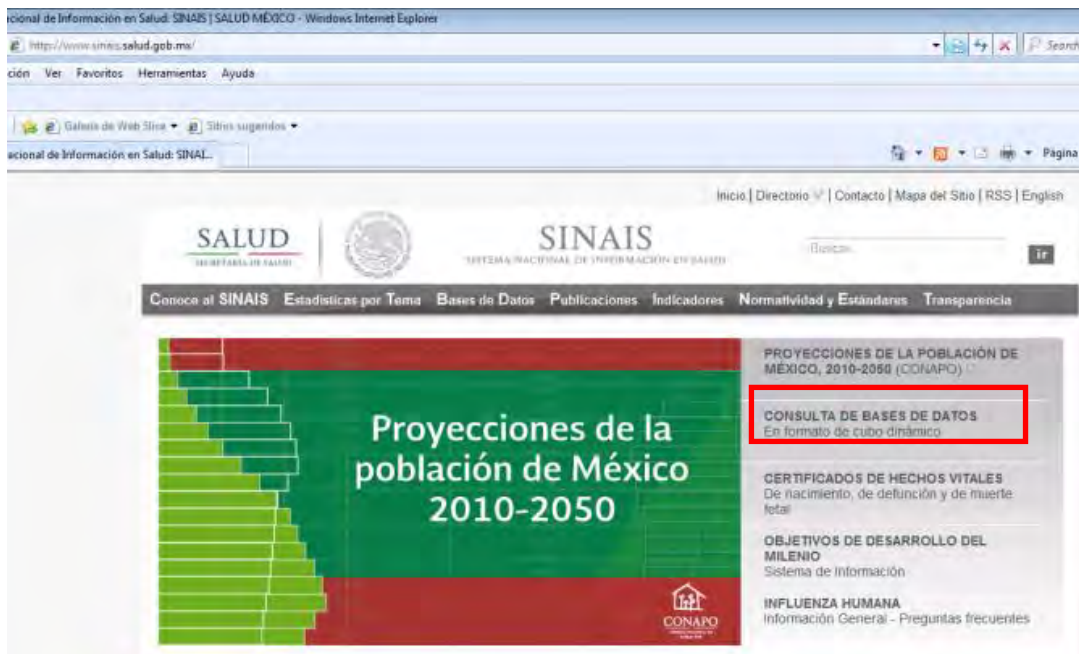 acional de Información en Salud: SINAIS | SALUD MÉXICO - Windows Internet Explorer
http://www.sinais.salud.gob.mx/
Search
ción Ver Favoritos Herramientas Ayuda
Galería de Web Slice Sitios sugeridos
acional de Información en Salud: SINAI...
Página
Inicio | Directorio | Contacto | Mapa del Sitio | RSS | English
SALUD
SECRETARÍA DE SALUD
SINAIS
SISTEMA NACIONAL DE INFORMACIÓN EN SALUD
Buscar
ir
Conoce al SINAIS Estadísticas por Tema Bases de Datos Publicaciones Indicadores Normatividad y Estándares Transparencia
Proyecciones de la
población de México
2010-2050
CONAPO
PROYECCIONES DE LA POBLACIÓN DE
MÉXICO, 2010-2050 (CONAPO)
CONSULTA DE BASES DE DATOS
En formato de cubo dinámico
CERTIFICADOS DE HECHOS VITALES
De nacimiento, de defunción y de muerte
fetal
OBJETIVOS DE DESARROLLO DEL
MILENIO
Sistema de Información
INFLUENZA HUMANA
Información General - Preguntas frecuentes